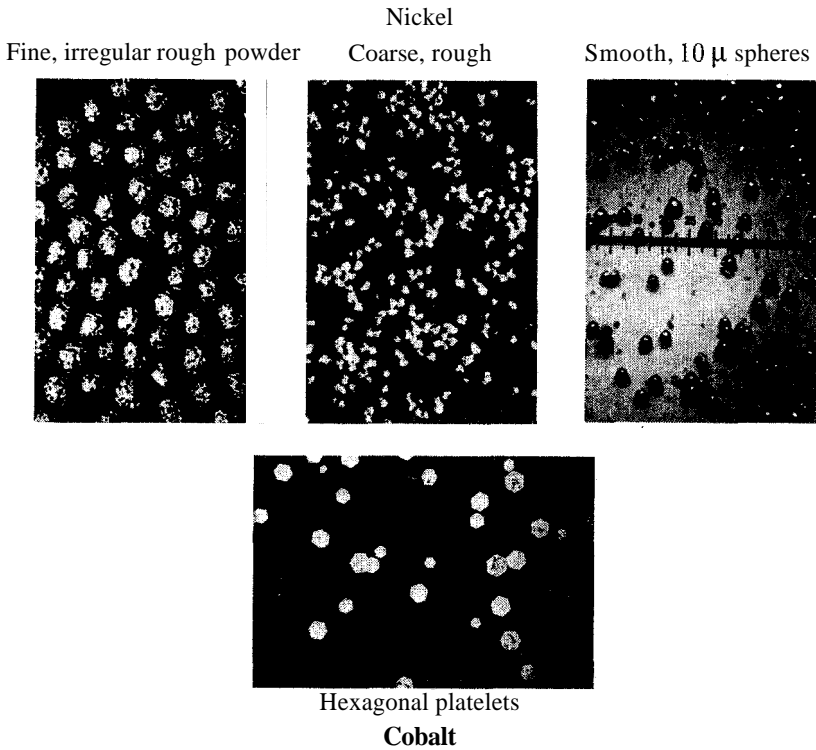 Nickel
Fine, irregular rough powder
Coarse, rough
Smooth, 10 μ spheres
Hexagonal platelets
Cobalt